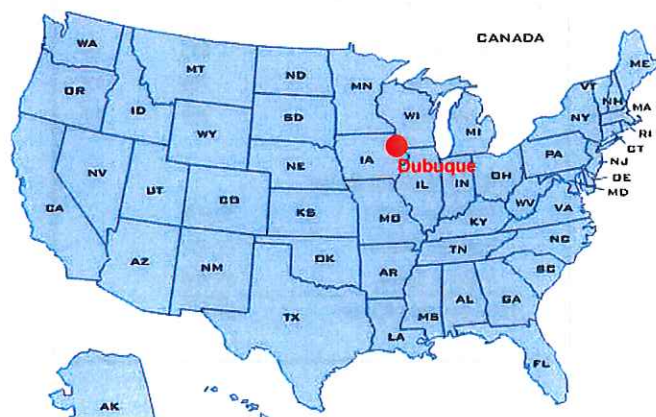 CANADA
WA
MT
ND
MN
ME
VT
NH
OR
ID
SD
WI
MI
NY
MA
RI
CT
WY
IA
Dubuque
PA
NJ
NE
OH
DE
MD
NV
UT
CO
IL
IN
WV
VA
CA
KS
MO
KY
AZ
NM
OK
AR
TN
NC
SC
TX
LA
MS
AL
GA
FL
AK